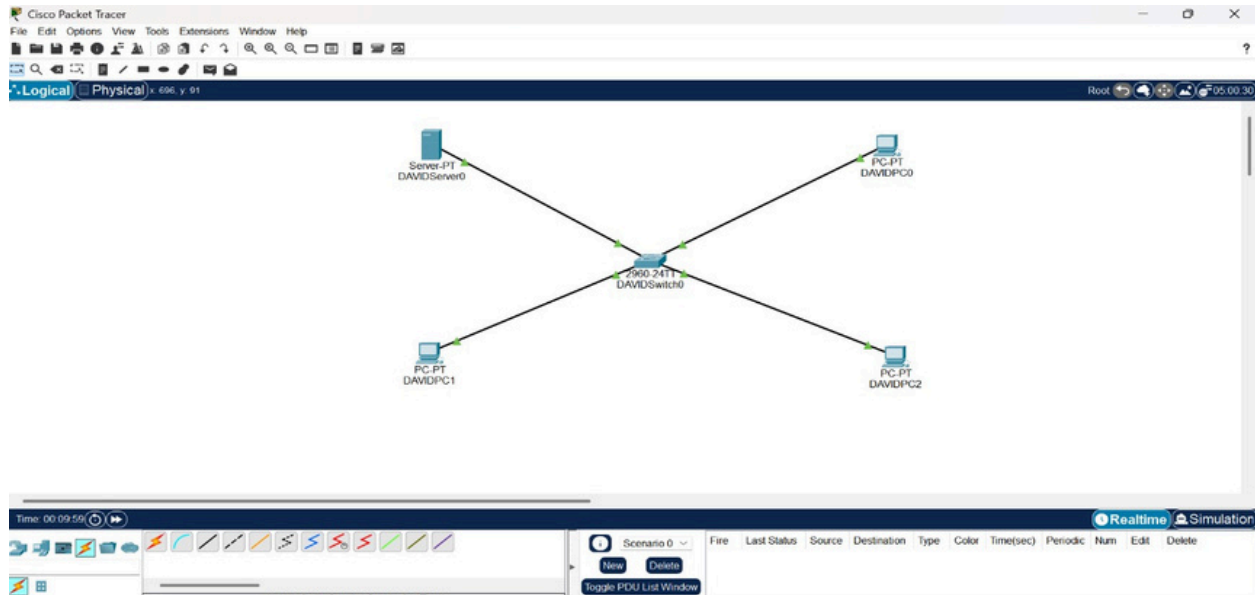 Cisco Packet Tracer
File Edit Options View Tools Extensions Window Help
?
Logical Physical x: 696, y: 91 Root 05:00:30
Server-PT
DAVIDServer0
PC-PT
DAVIDPC0
2960-24TT
DAVIDSwitch0
PC-PT
DAVIDPC1
PC-PT
DAVIDPC2
Time: 00:09:59 Realtime Simulation
Scenario 0 Fire Last Status Source Destination Type Color Time(sec) Periodic Num Edit Delete
New Delete
Toggle PDU List Window